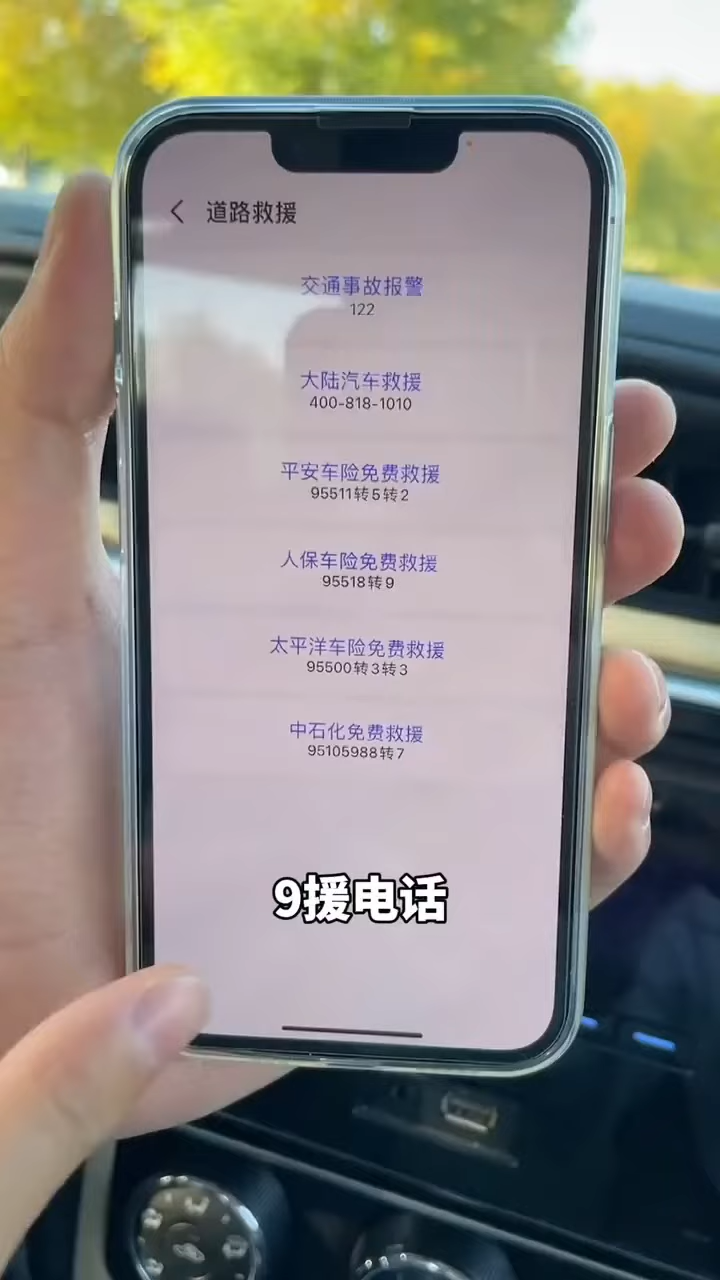 道路救援
交通事故报警
122
大陆汽车救援
400-818-1010
平安车险免费救援
95511转5转2
人保车险免费救援
95518转9
太平洋车险免费救援
95500转3转3
中石化免费救援
95105988转7
9援电话